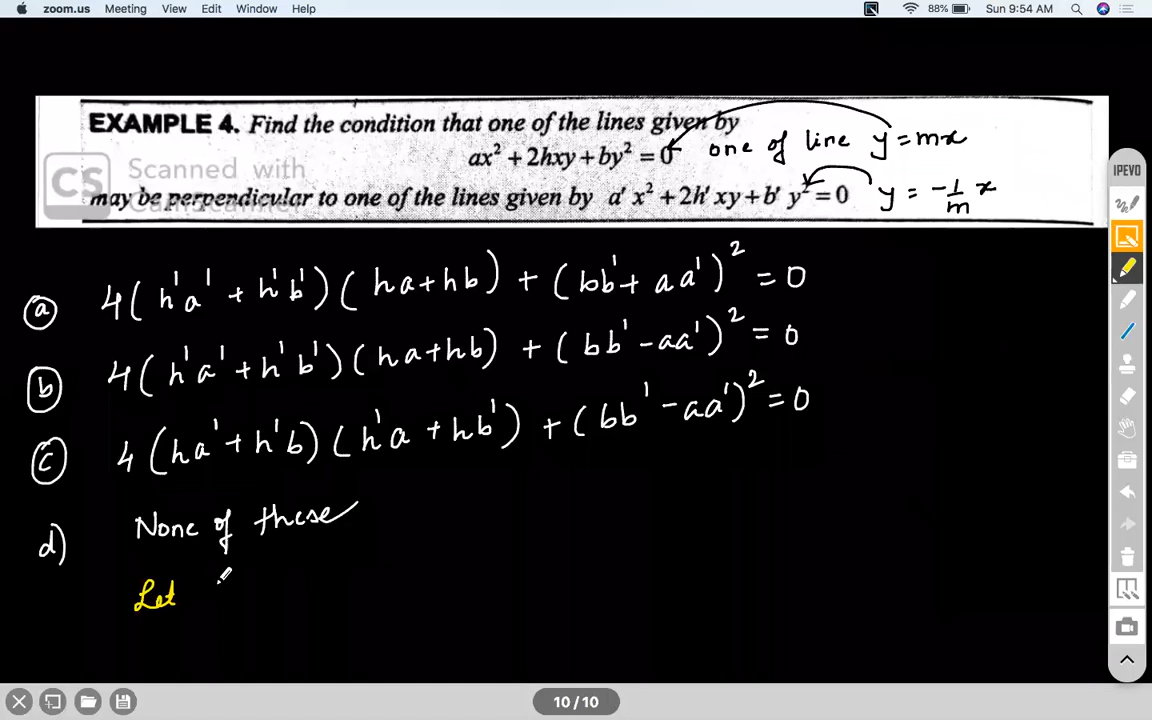 zoom.us Meeting View Edit Window Help 88% Sun 9:54 AM
EXAMPLE 4. Find the condition that one of the lines given by
ax² + 2hxy + by² = 0 one of line y = mx
Scanned with
CS
may be perpendicular to one of the lines given by a' x² + 2h' xy + b' y² = 0 y = -1/m x
IPEVO
(a) 4(h'a' + h'b')(ha + hb) + (bb' + aa')² = 0
(b) 4(h'a' + h'b')(ha + hb) + (bb' - aa')² = 0
(c) 4(ha' + h'b)(h'a + hb') + (bb' - aa')² = 0
d) None of these
Let
10 / 10